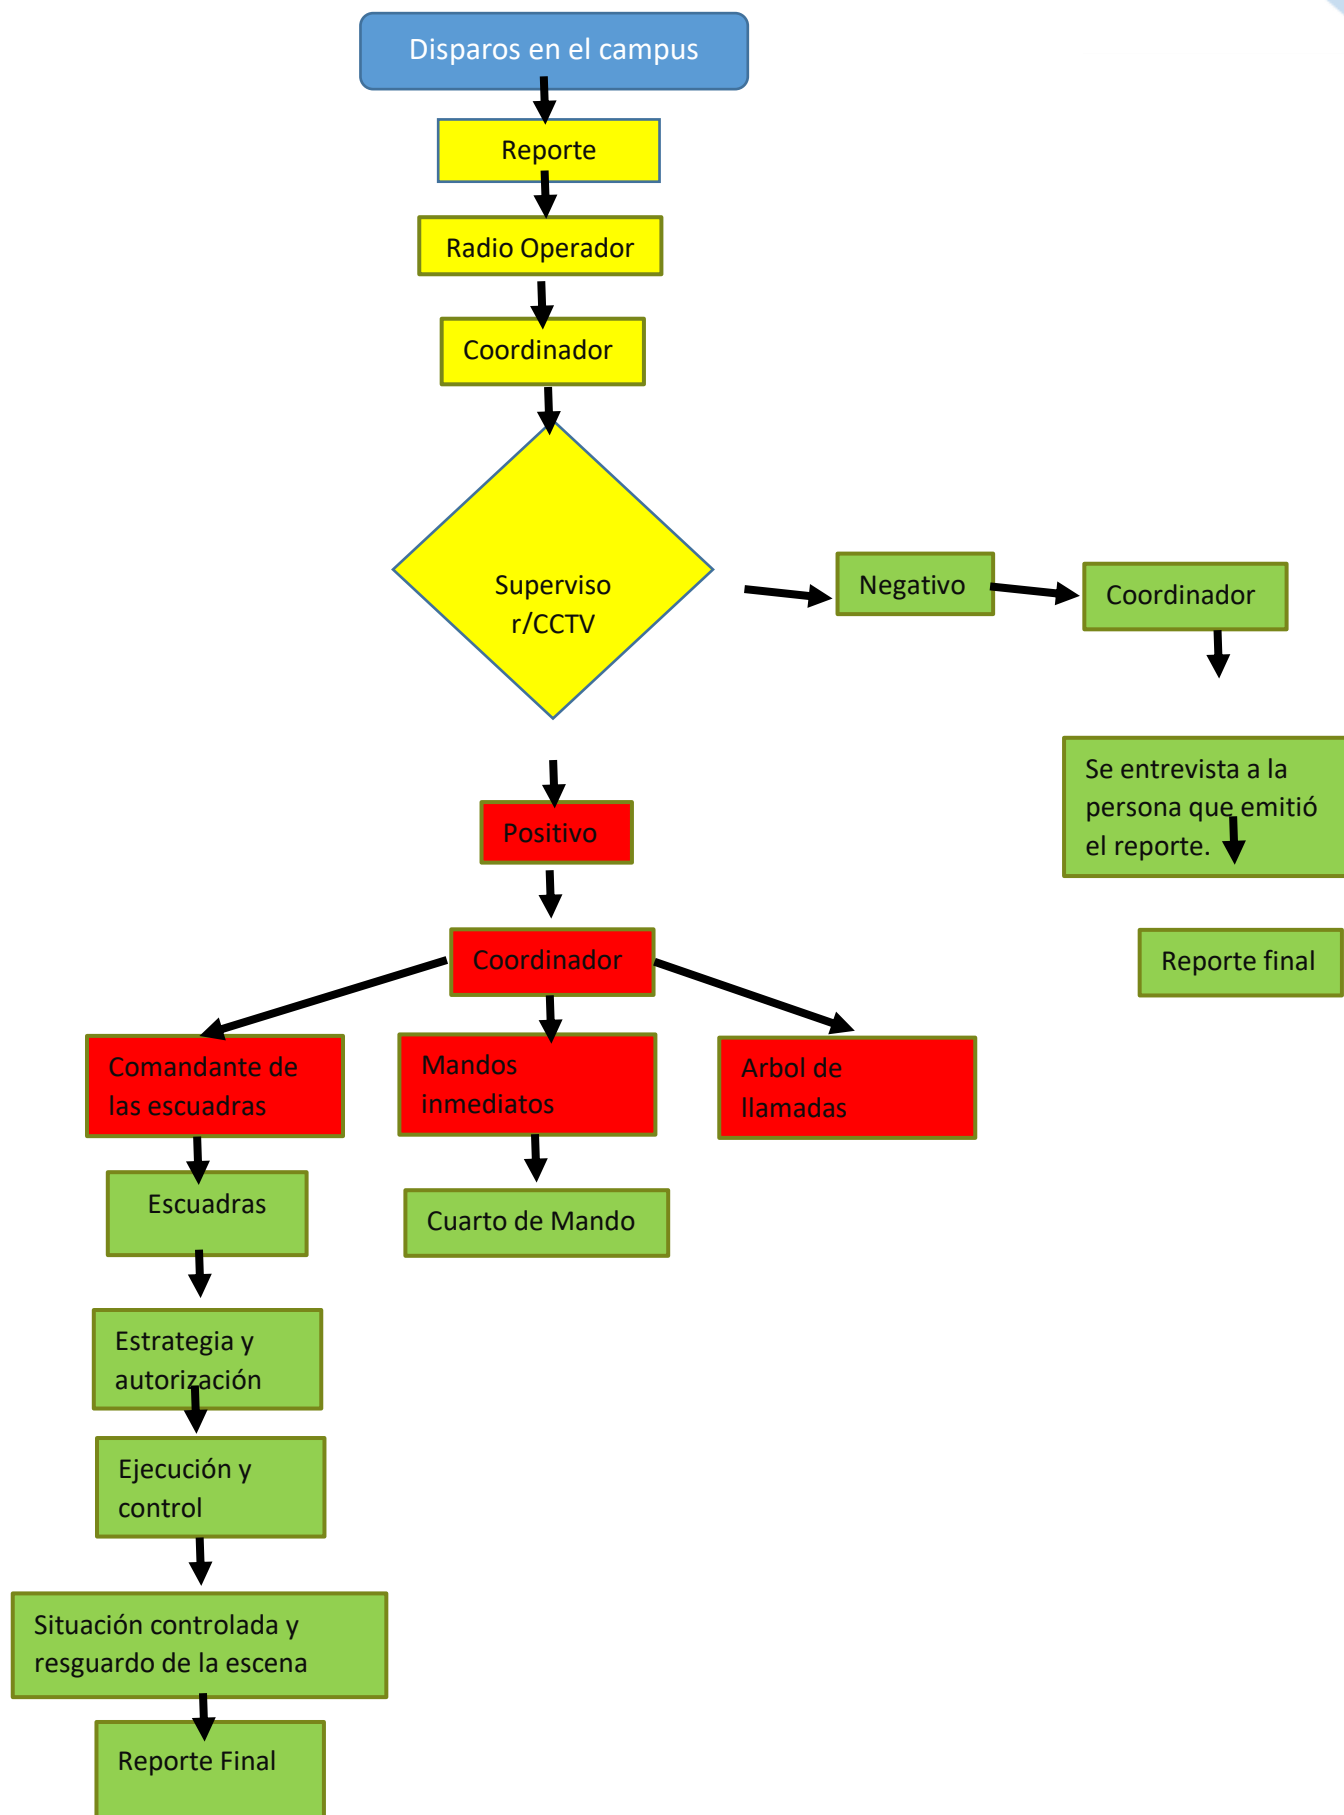 Disparos en el campus
Reporte
Radio Operador
Coordinador
Superviso
r/CCTV
Negativo
Coordinador
Se entrevista a la
persona que emitió
el reporte.
Reporte final
Positivo
Coordinador
Comandante de
las escuadras
Mandos
inmediatos
Arbol de
llamadas
Escuadras
Cuarto de Mando
Estrategia y
autorización
Ejecución y
control
Situación controlada y
resguardo de la escena
Reporte Final